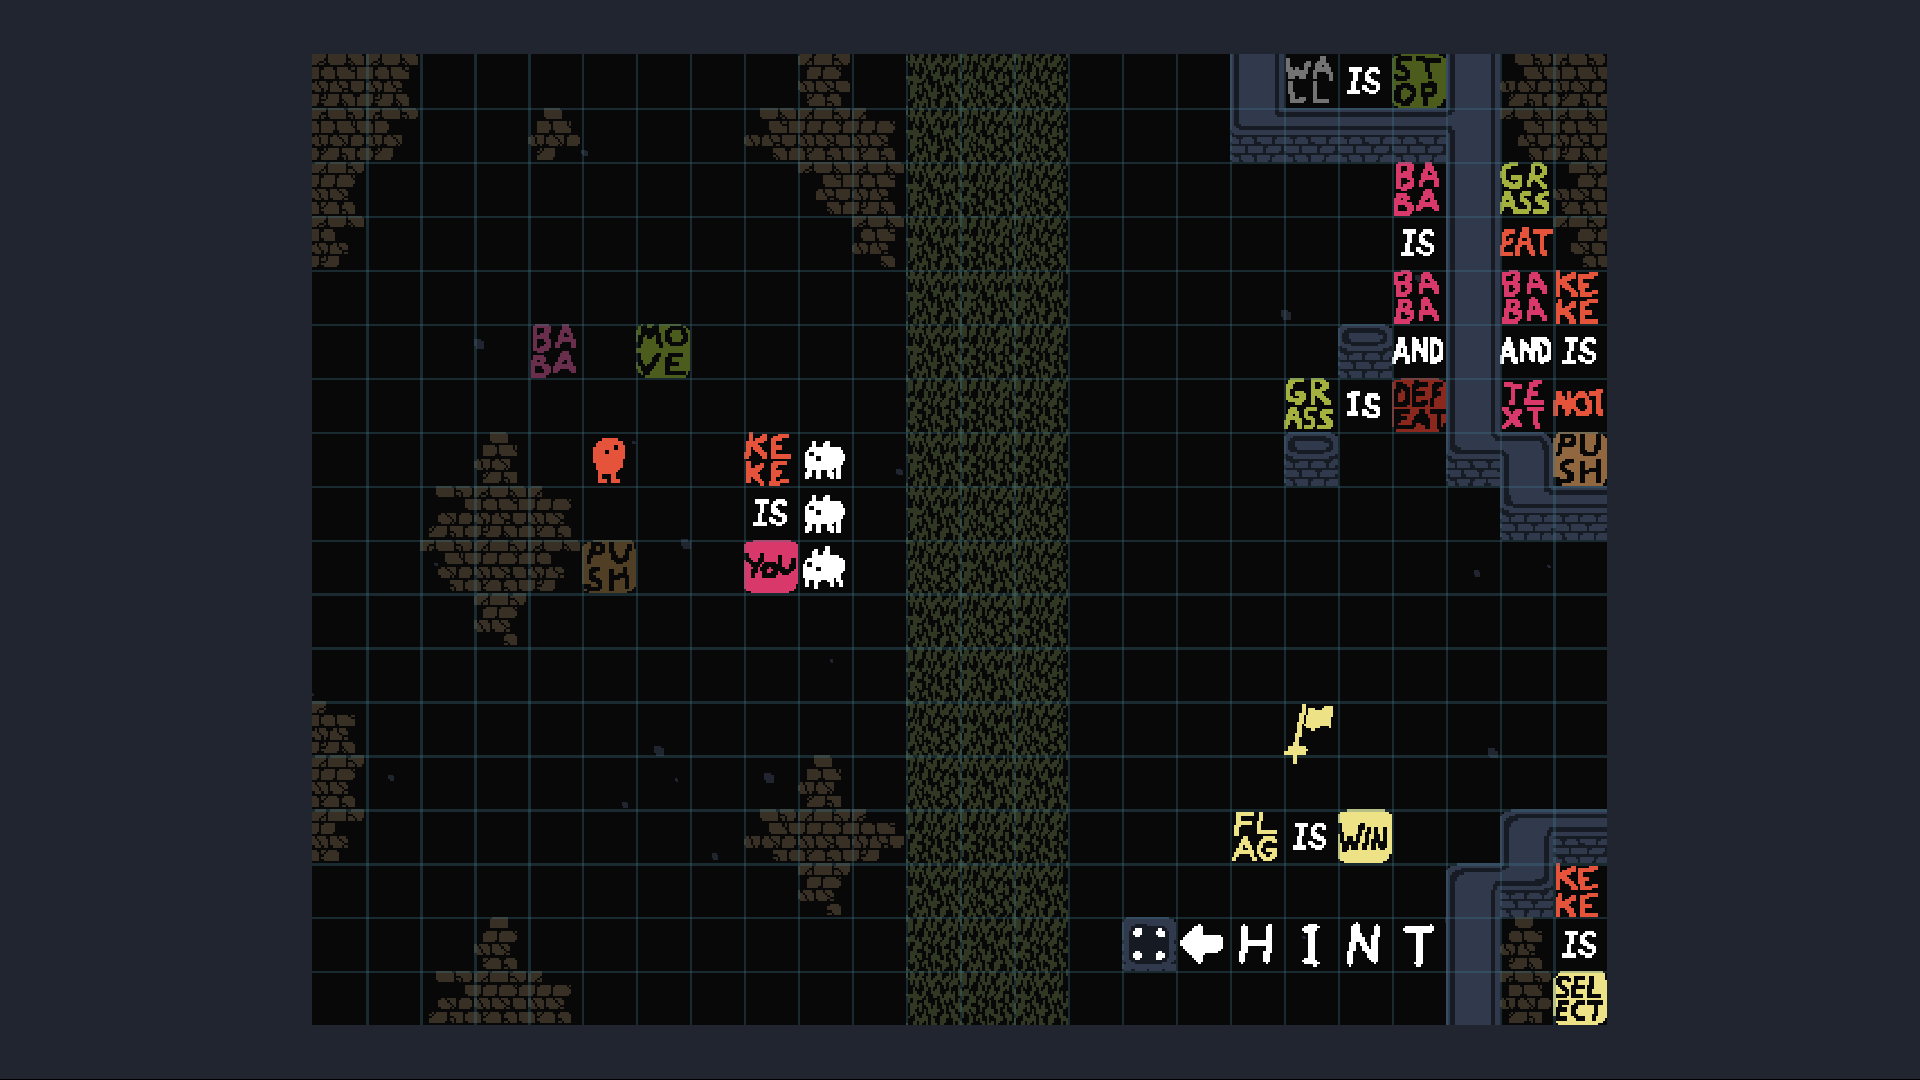 WALL IS STOP
BABA GRASS
IS EAT
BABA BABA KEKE
BABA MOVE AND AND IS
GRASS IS DEFEAT TEXT NOT
KEKE PUSH
IS
PUSH YOU
FLAG IS WIN
KEKE
HINT IS
SELECT